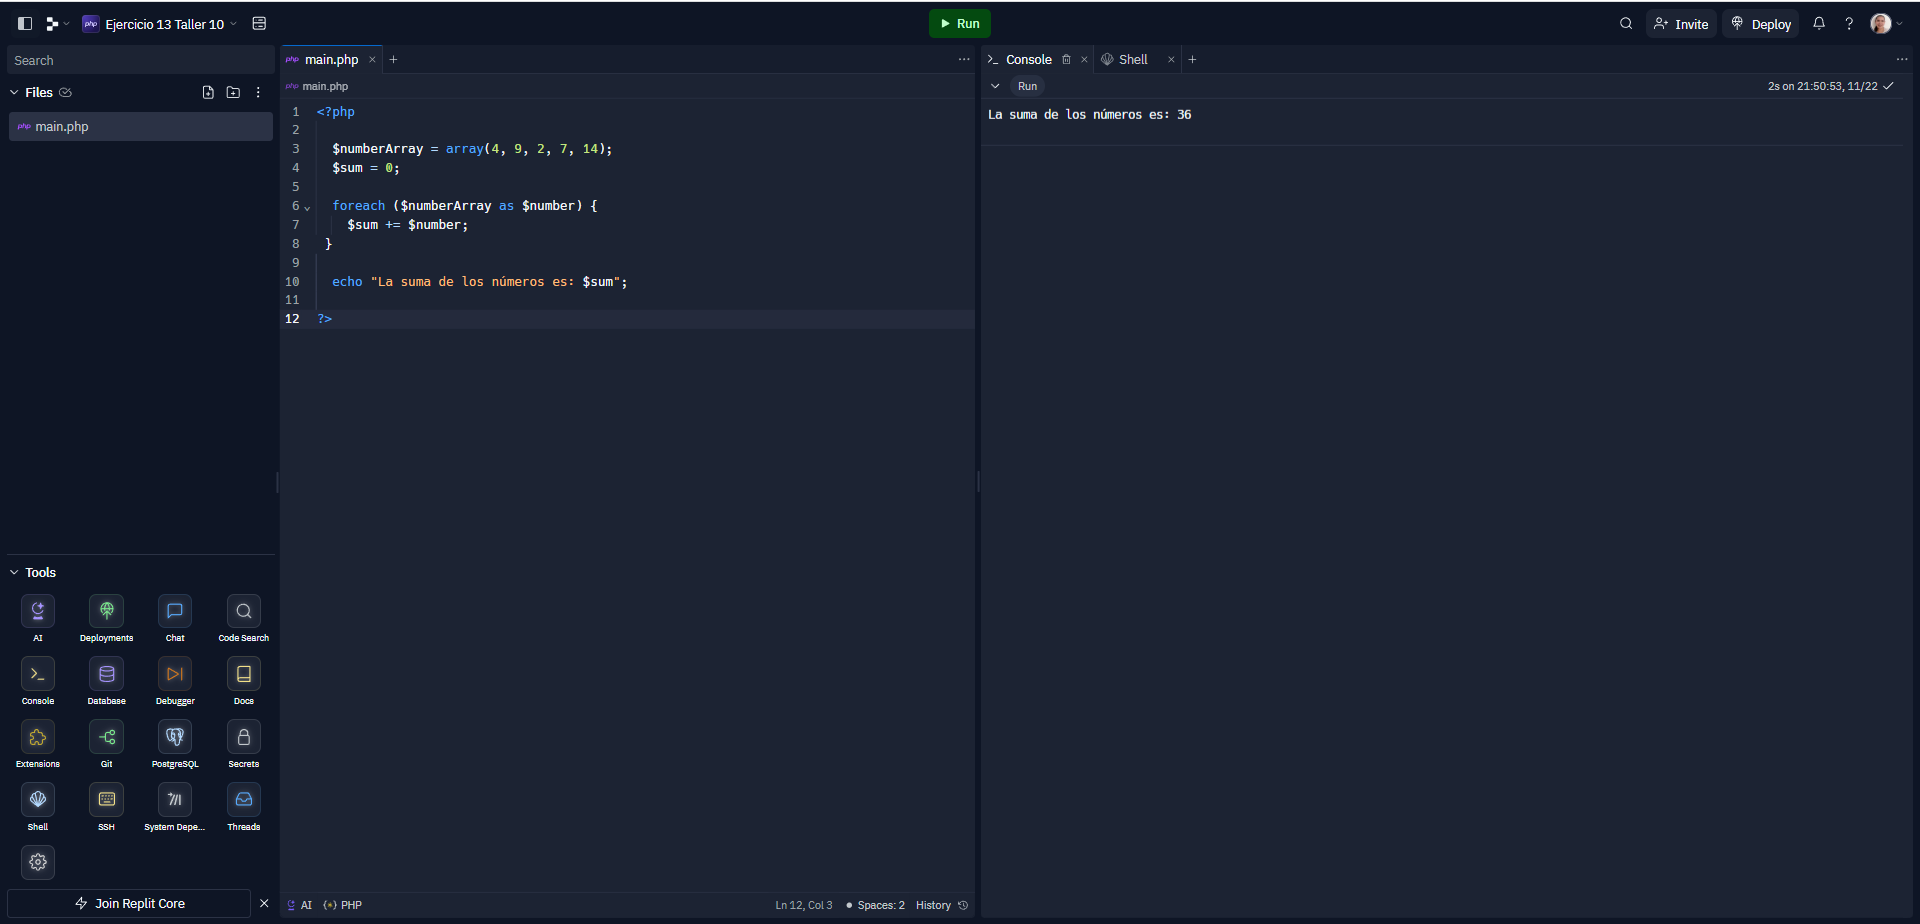 php Ejercicio 13 Taller 10
Run
Invite
Deploy
?
Search
Files
php main.php
php main.php × +
php main.php
1 <?php
2
3 $numberArray = array(4, 9, 2, 7, 14);
4 $sum = 0;
5
6 foreach ($numberArray as $number) {
7 $sum += $number;
8 }
9
10 echo "La suma de los números es: $sum";
11
12 ?>
Console × Shell × +
Run
2s on 21:50:53, 11/22
La suma de los números es: 36
Tools
AI Deployments Chat Code Search
Console Database Debugger Docs
Extensions Git PostgreSQL Secrets
Shell SSH System Depe... Threads
Join Replit Core ×
AI PHP
Ln 12, Col 3 Spaces: 2 History